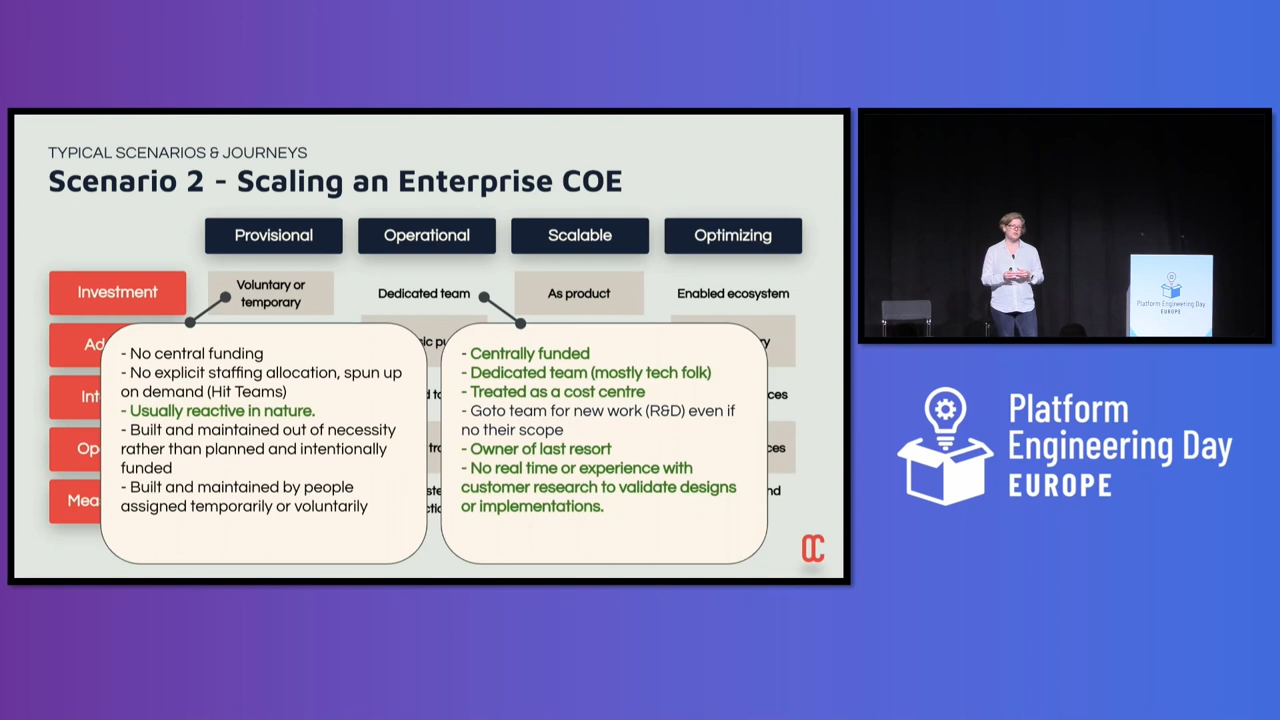 TYPICAL SCENARIOS & JOURNEYS
Scenario 2 - Scaling an Enterprise COE
Provisional
Operational
Scalable
Optimizing
Investment
Voluntary or
temporary
Dedicated team
As product
Enabled ecosystem
- No central funding
- No explicit staffing allocation, spun up
on demand (Hit Teams)
- Usually reactive in nature.
- Built and maintained out of necessity
rather than planned and intentionally
funded
- Built and maintained by people
assigned temporarily or voluntarily
- Centrally funded
- Dedicated team (mostly tech folk)
- Treated as a cost centre
- Goto team for new work (R&D) even if
no their scope
- Owner of last resort
- No real time or experience with
customer research to validate designs
or implementations.
OC
Platform Engineering Day
EUROPE
Platform
Engineering Day
EUROPE